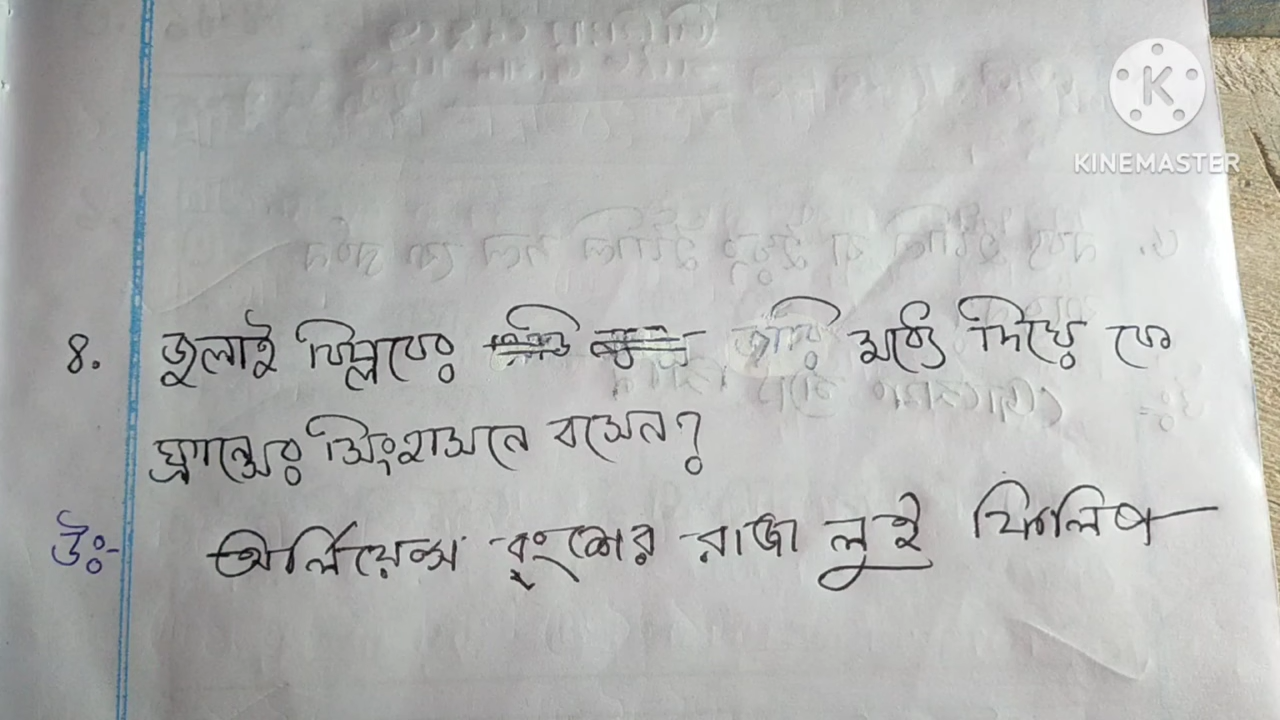 KINEMASTER
৪. জুলাই বিপ্লবের মধ্যে দিয়ে কে
ফ্রান্সের সিংহাসনে বসেন?
উঃ- অর্লিয়েন্স বংশের রাজা লুই ফিলিপ